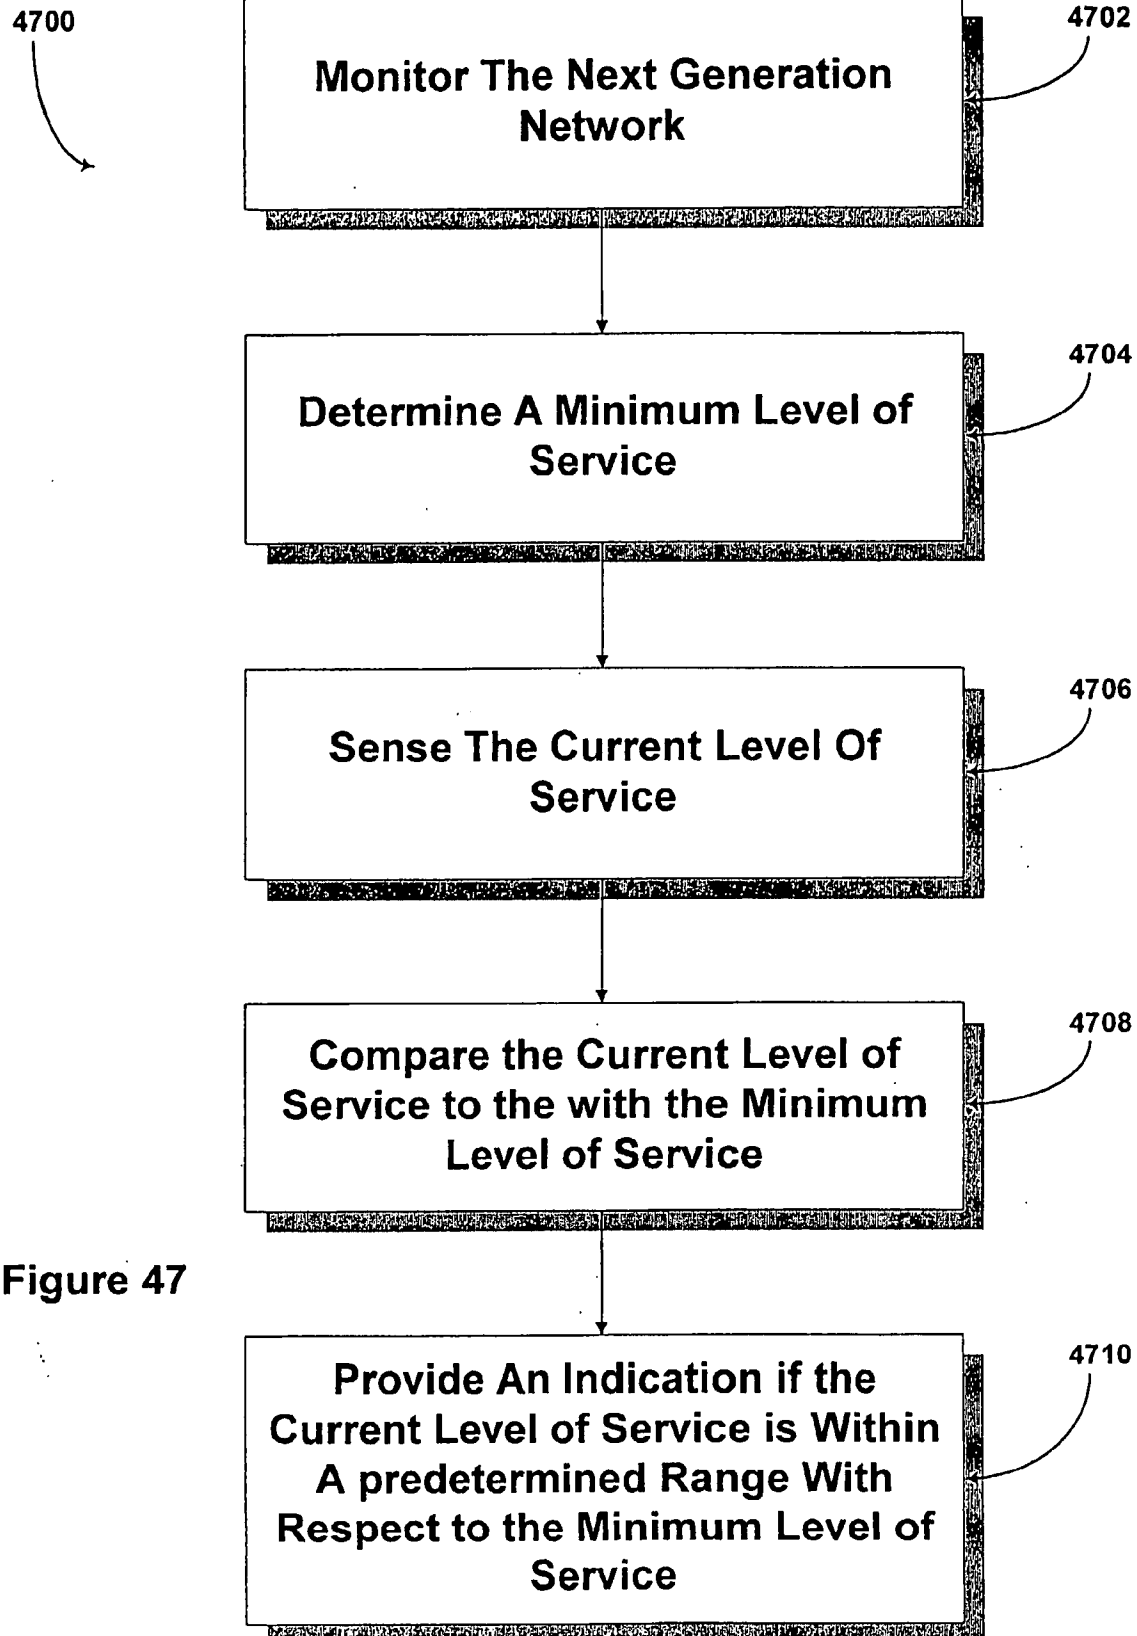 4700
4702
Monitor The Next Generation
Network
4704
Determine A Minimum Level of
Service
4706
Sense The Current Level Of
Service
4708
Compare the Current Level of
Service to the with the Minimum
Level of Service
Figure 47
4710
Provide An Indication if the
Current Level of Service is Within
A predetermined Range With
Respect to the Minimum Level of
Service